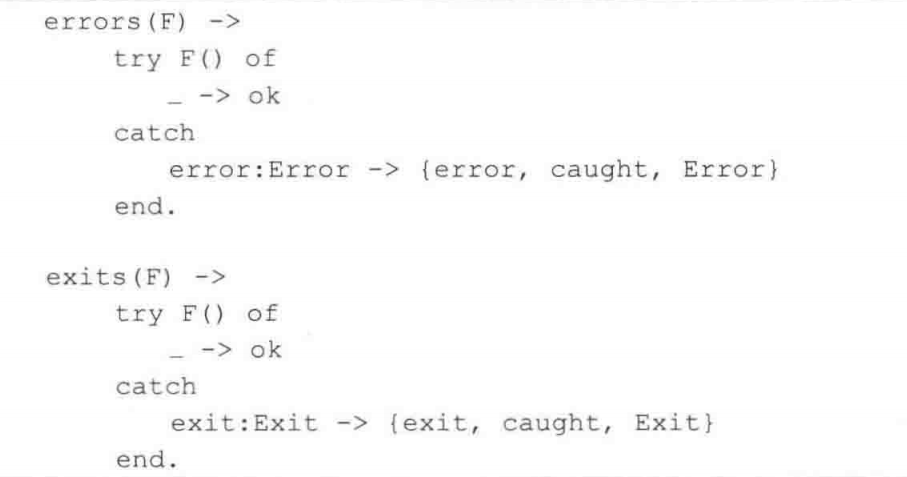 errors(F) ->
    try F() of
       _ -> ok
    catch
       error:Error -> {error, caught, Error}
    end.

exits(F) ->
    try F() of
       _ -> ok
    catch
       exit:Exit -> {exit, caught, Exit}
    end.